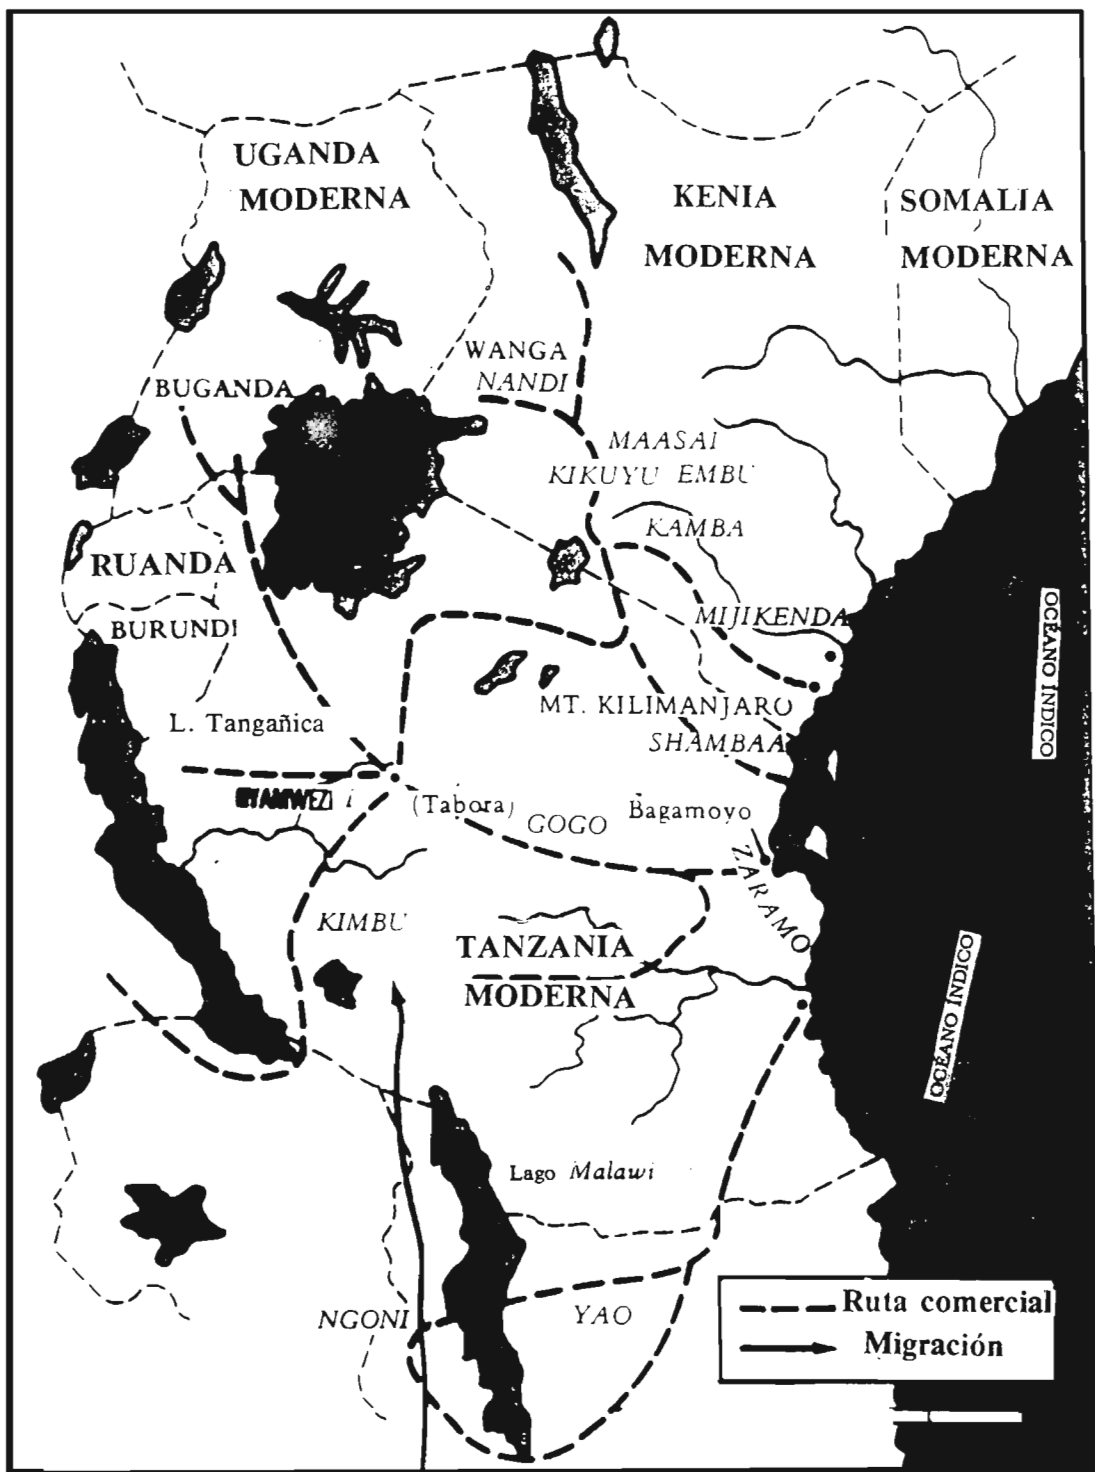 UGANDA
MODERNA
KENIA
MODERNA
SOMALIA
MODERNA
WANGA
NANDI
BUGANDA
MAASAI
KIKUYU EMBU
KAMBA
RUANDA
BURUNDI
MIJIKENDA
OCÉANO ÍNDICO
MT. KILIMANJARO
SHAMBAA
L. Tangañica
NYAMWEZI
(Tabora)
GOGO
Bagamoyo
ZARAMO
KIMBU
TANZANIA
MODERNA
OCÉANO ÍNDICO
Lago Malawi
NGONI
YAO
Ruta comercial
Migración